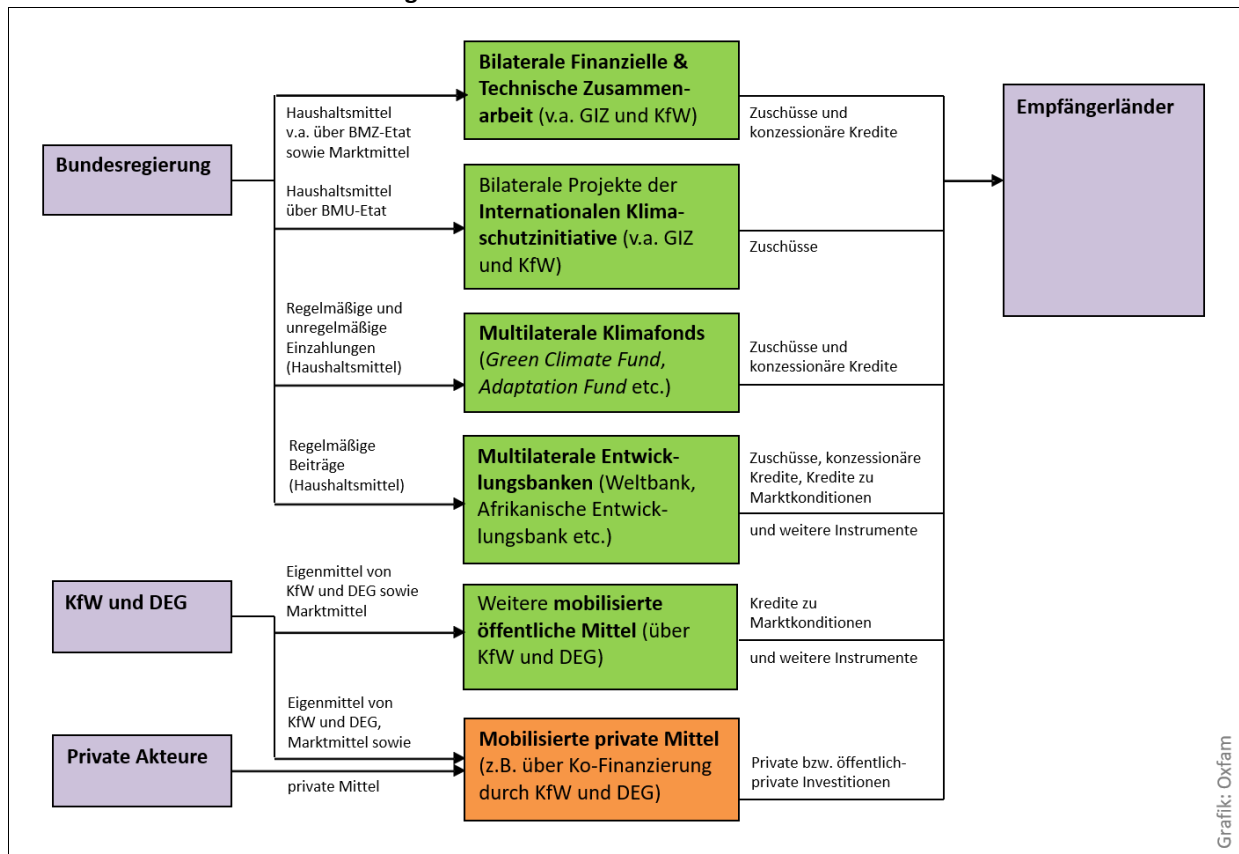 Bundesregierung
KfW und DEG
Private Akteure
Haushaltsmittel
v.a. über BMZ-Etat
sowie Marktmittel
Haushaltsmittel
über BMU-Etat
Regelmäßige und
unregelmäßige
Einzahlungen
(Haushaltsmittel)
Regelmäßige
Beiträge
(Haushaltsmittel)
Eigenmittel von
KfW und DEG sowie
Marktmittel
Eigenmittel von
KfW und DEG,
Marktmittel sowie
private Mittel
Bilaterale Finanzielle &
Technische Zusammen-
arbeit (v.a. GIZ und KfW)
Bilaterale Projekte der
Internationalen Klima-
schutzinitiative (v.a. GIZ
und KfW)
Multilaterale Klimafonds
(Green Climate Fund,
Adaptation Fund etc.)
Multilaterale Entwick-
lungsbanken (Weltbank,
Afrikanische Entwick-
lungsbank etc.)
Weitere mobilisierte
öffentliche Mittel (über
KfW und DEG)
Mobilisierte private Mittel
(z.B. über Ko-Finanzierung
durch KfW und DEG)
Zuschüsse und
konzessionäre Kredite
Zuschüsse
Zuschüsse und
konzessionäre Kredite
Zuschüsse, konzessionäre
Kredite, Kredite zu
Marktkonditionen
und weitere Instrumente
Kredite zu
Marktkonditionen
und weitere Instrumente
Private bzw. öffentlich-
private Investitionen
Empfängerländer
Grafik: Oxfam